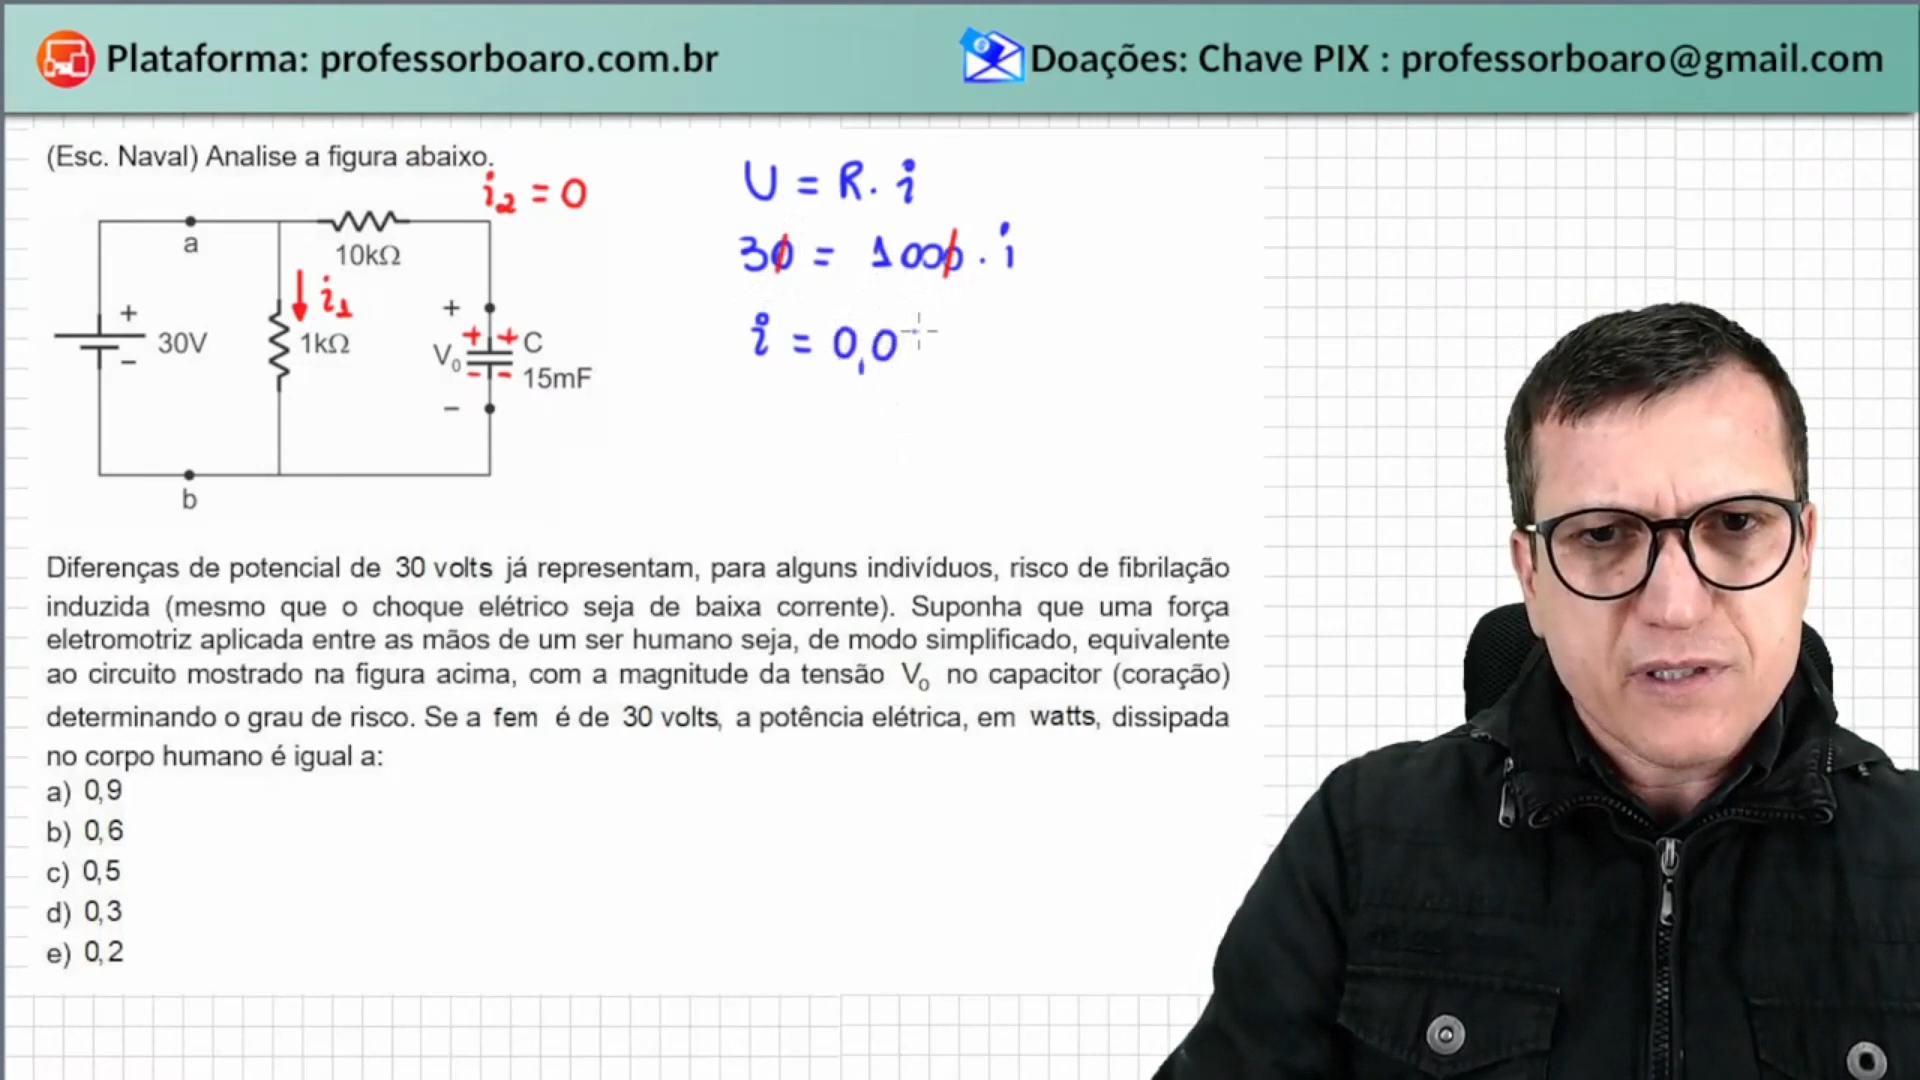 Plataforma: professorboaro.com.br
Doações: Chave PIX : professorboaro@gmail.com
(Esc. Naval) Analise a figura abaixo.
i2 = 0
a
10kΩ
i1
+
30V
−
1kΩ
+
+ +
V0
C
- -
15mF
−
b
U = R. i
30 = 1000 . i
i = 0,0
Diferenças de potencial de 30 volts já representam, para alguns indivíduos, risco de fibrilação
induzida (mesmo que o choque elétrico seja de baixa corrente). Suponha que uma força
eletromotriz aplicada entre as mãos de um ser humano seja, de modo simplificado, equivalente
ao circuito mostrado na figura acima, com a magnitude da tensão V0 no capacitor (coração)
determinando o grau de risco. Se a fem é de 30 volts, a potência elétrica, em watts, dissipada
no corpo humano é igual a:
a) 0,9
b) 0,6
c) 0,5
d) 0,3
e) 0,2